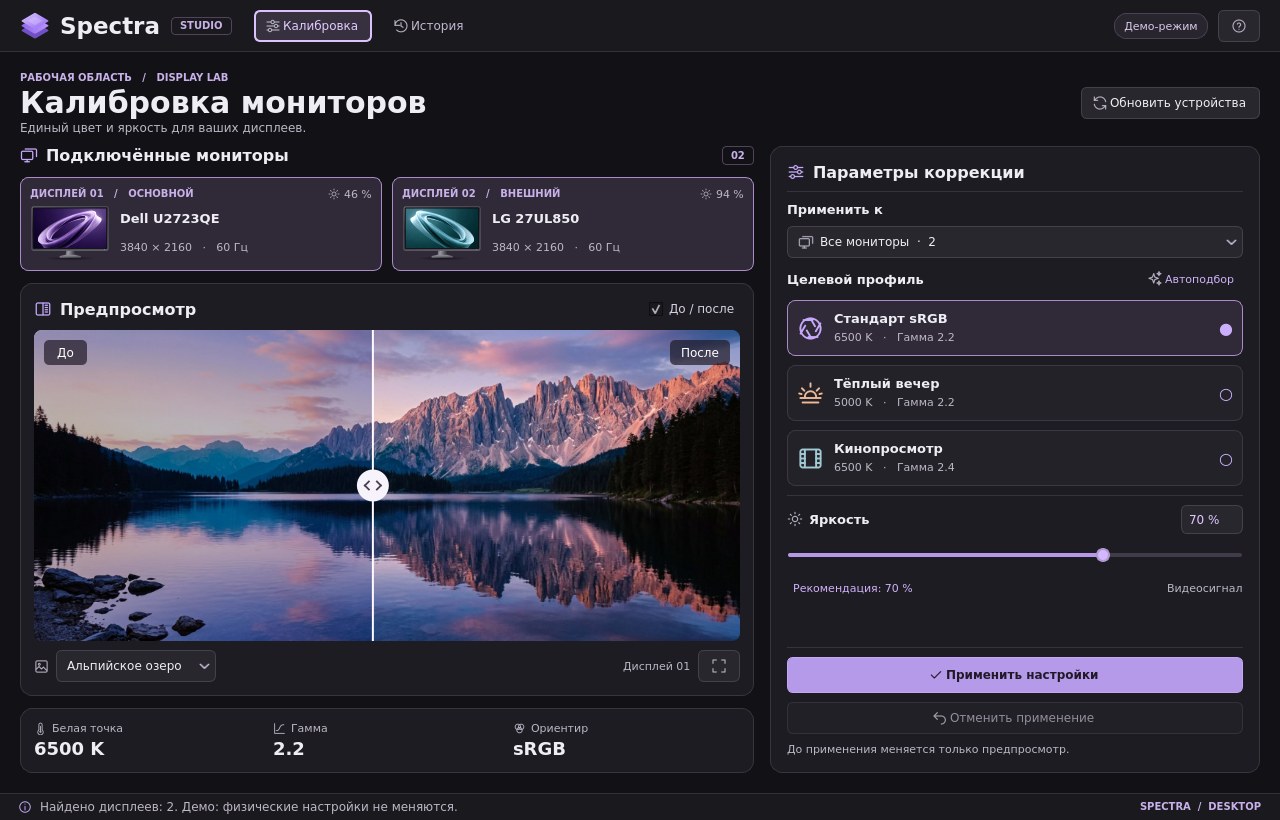 Spectra STUDIO Калибровка История Демо-режим
РАБОЧАЯ ОБЛАСТЬ / DISPLAY LAB
Калибровка мониторов
Единый цвет и яркость для ваших дисплеев.
Обновить устройства
Подключённые мониторы 02
ДИСПЛЕЙ 01 / ОСНОВНОЙ 46 %
Dell U2723QE
3840 × 2160 · 60 Гц
ДИСПЛЕЙ 02 / ВНЕШНИЙ 94 %
LG 27UL850
3840 × 2160 · 60 Гц
Предпросмотр До / после
До После
Альпийское озеро Дисплей 01
Белая точка Гамма Ориентир
6500 K 2.2 sRGB
Параметры коррекции
Применить к
Все мониторы · 2
Целевой профиль Автоподбор
Стандарт sRGB
6500 K · Гамма 2.2
Тёплый вечер
5000 K · Гамма 2.2
Кинопросмотр
6500 K · Гамма 2.4
Яркость 70 %
Рекомендация: 70 % Видеосигнал
Применить настройки
Отменить применение
До применения меняется только предпросмотр.
Найдено дисплеев: 2. Демо: физические настройки не меняются. SPECTRA / DESKTOP